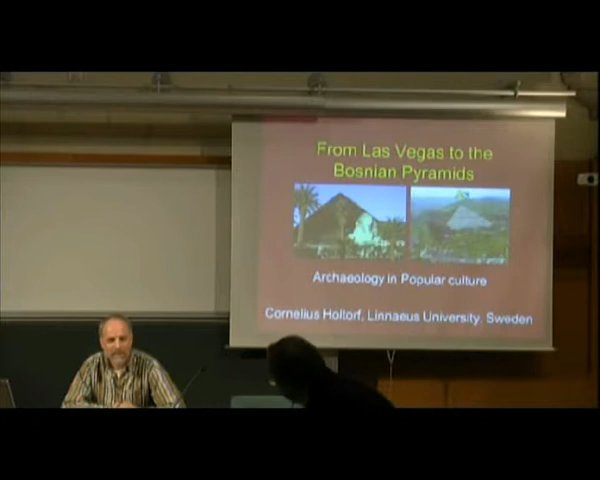 From Las Vegas to the
Bosnian Pyramids
Archaeology in Popular culture
Cornelius Holtorf, Linnaeus University, Sweden